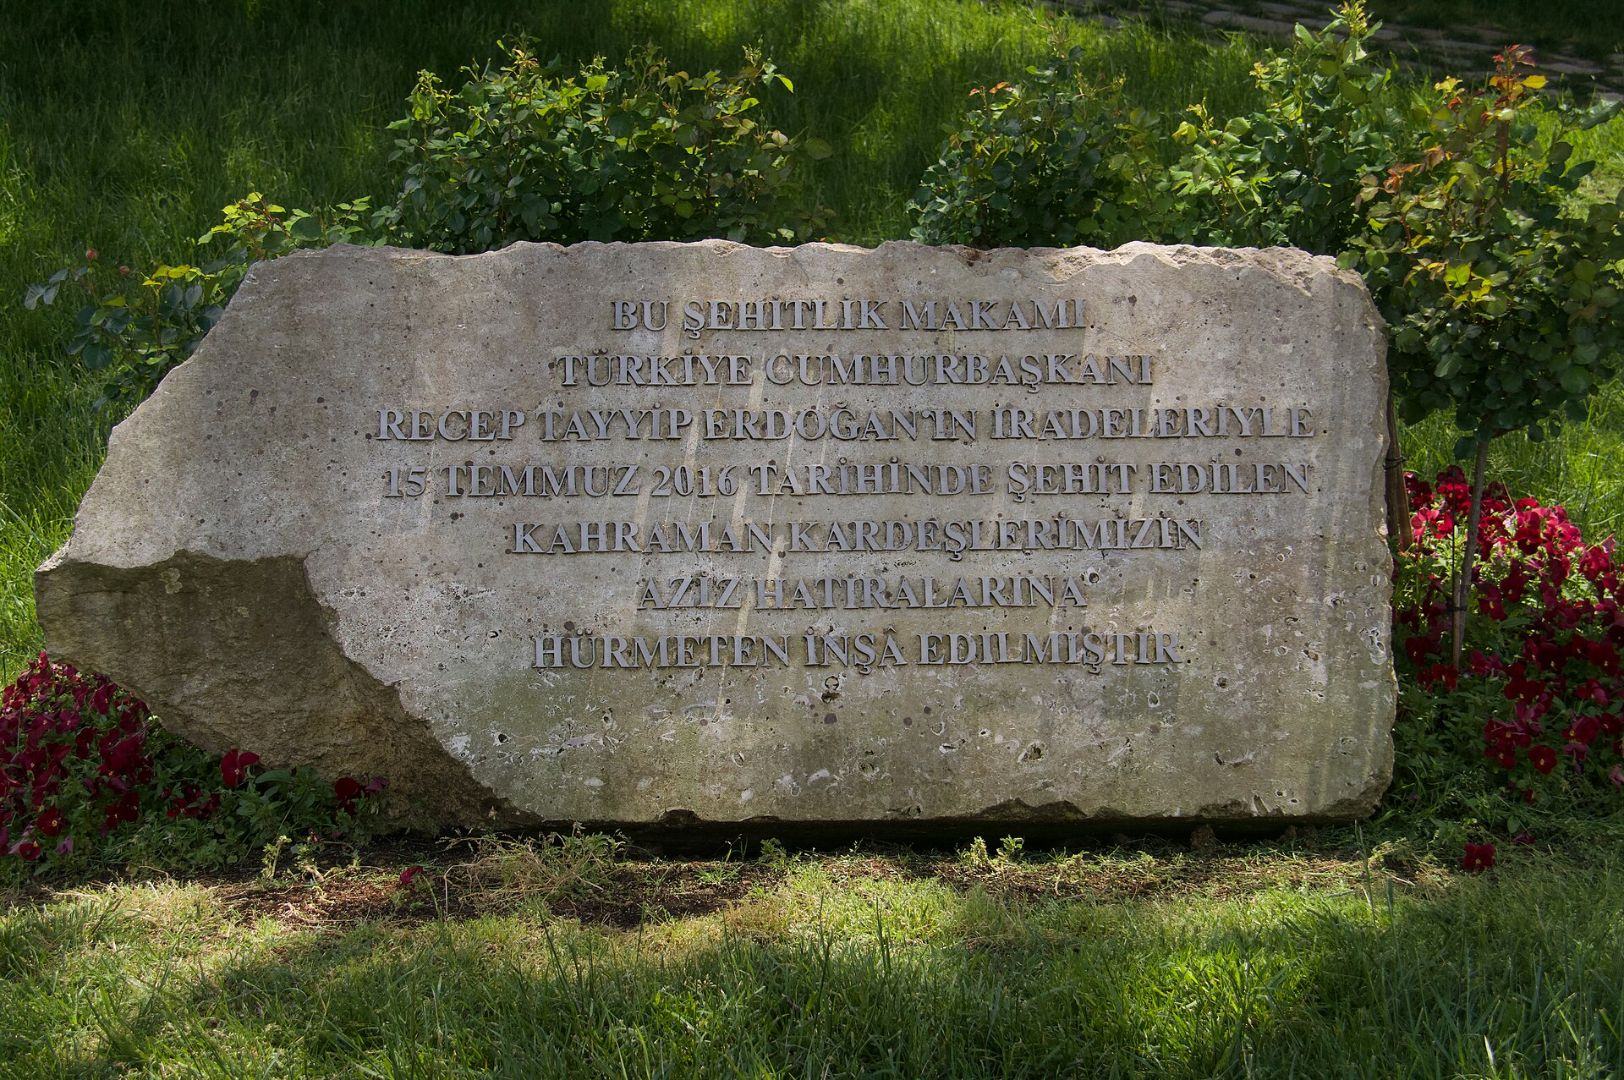 BU ŞEHİTLİK MAKAMI
TÜRKİYE CUMHURBAŞKANI
RECEP TAYYİP ERDOĞAN'IN İRADELERİYLE
15 TEMMUZ 2016 TARİHİNDE ŞEHİT EDİLEN
KAHRAMAN KARDEŞLERİMİZİN
AZİZ HATIRALARINA
HÜRMETEN İNŞÂ EDİLMİŞTİR